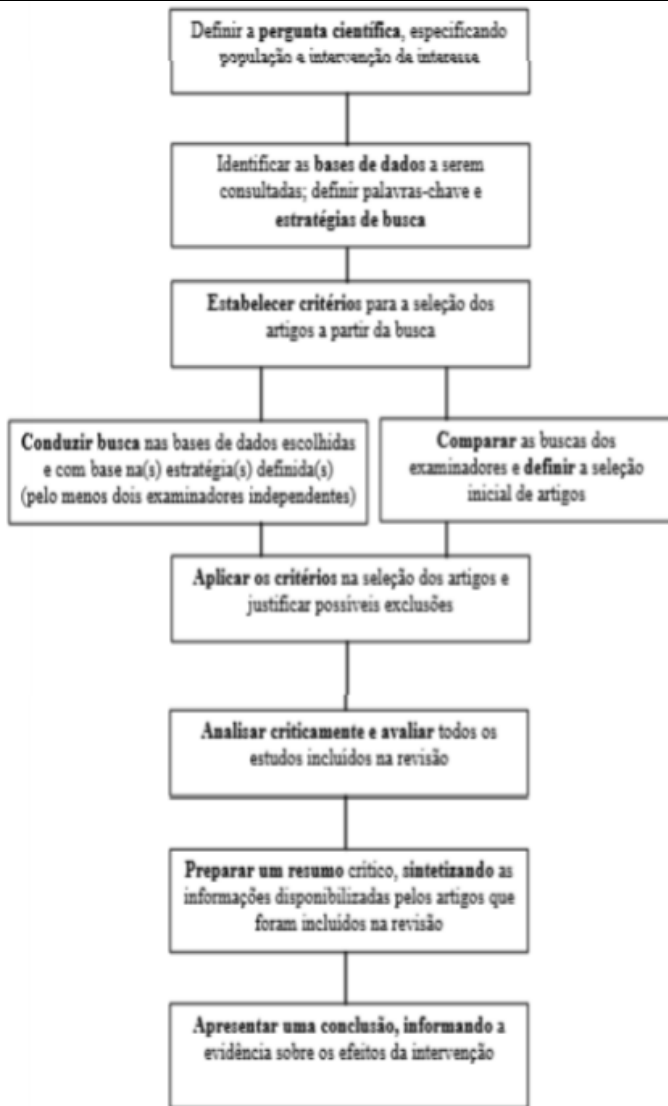 Definir a pergunta científica, especificando
população e intervenção de interesse
Identificar as bases de dados a serem
consultadas; definir palavras-chave e
estratégias de busca
Estabelecer critérios para a seleção dos
artigos a partir da busca
Conduzir busca nas bases de dados escolhidas
e com base na(s) estratégia(s) definida(s)
(pelo menos dois examinadores independentes)
Comparar as buscas dos
examinadores e definir a seleção
inicial de artigos
Aplicar os critérios na seleção dos artigos e
justificar possíveis exclusões
Analisar criticamente e avaliar todos os
estudos incluídos na revisão
Preparar um resumo crítico, sintetizando as
informações disponibilizadas pelos artigos que
foram incluídos na revisão
Apresentar uma conclusão, informando a
evidência sobre os efeitos da intervenção